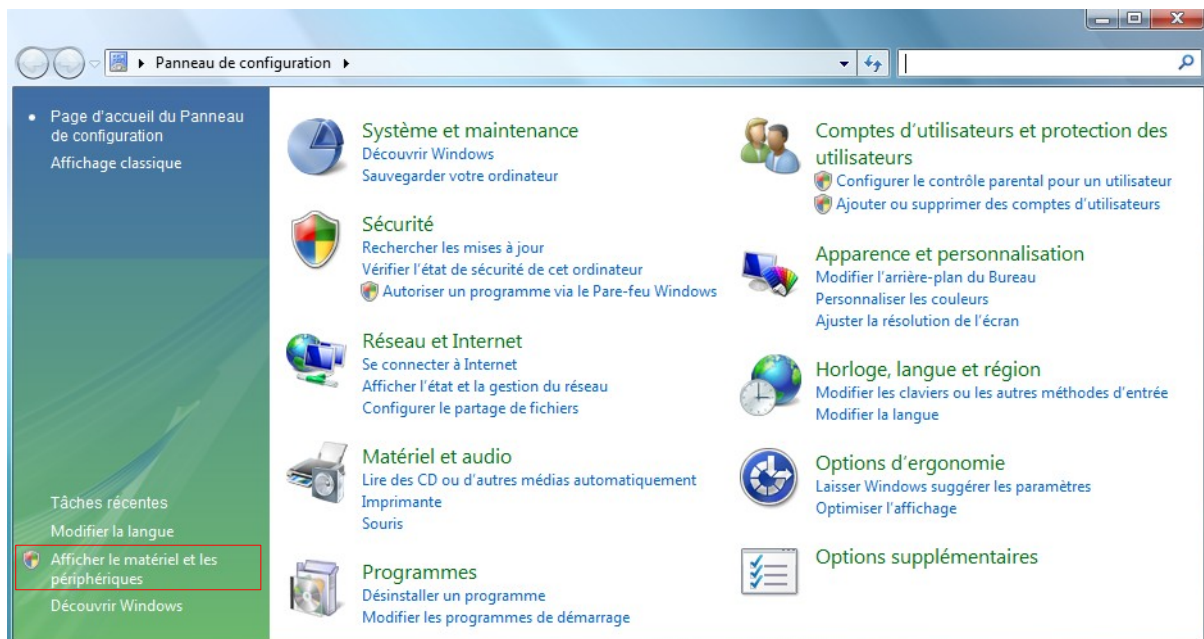 Panneau de configuration
Page d'accueil du Panneau
de configuration
Affichage classique
Tâches récentes
Modifier la langue
Afficher le matériel et les
périphériques
Découvrir Windows
Système et maintenance
Découvrir Windows
Sauvegarder votre ordinateur
Sécurité
Rechercher les mises à jour
Vérifier l'état de sécurité de cet ordinateur
Autoriser un programme via le Pare-feu Windows
Réseau et Internet
Se connecter à Internet
Afficher l'état et la gestion du réseau
Configurer le partage de fichiers
Matériel et audio
Lire des CD ou d'autres médias automatiquement
Imprimante
Souris
Programmes
Désinstaller un programme
Modifier les programmes de démarrage
Comptes d'utilisateurs et protection des
utilisateurs
Configurer le contrôle parental pour un utilisateur
Ajouter ou supprimer des comptes d'utilisateurs
Apparence et personnalisation
Modifier l'arrière-plan du Bureau
Personnaliser les couleurs
Ajuster la résolution de l'écran
Horloge, langue et région
Modifier les claviers ou les autres méthodes d'entrée
Modifier la langue
Options d'ergonomie
Laisser Windows suggérer les paramètres
Optimiser l'affichage
Options supplémentaires